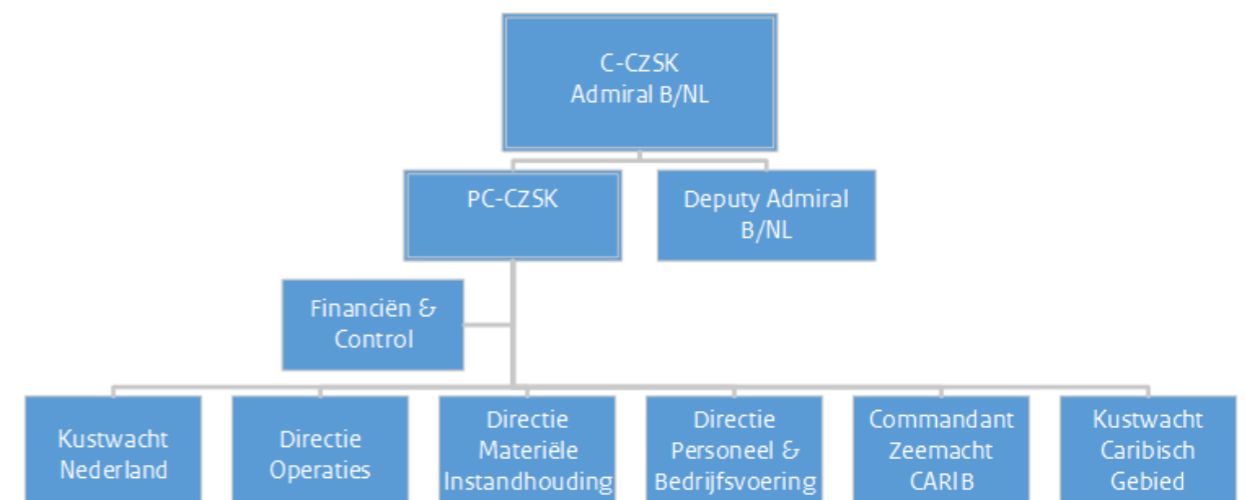 C-CZSK
Admiral B/NL
PC-CZSK
Deputy Admiral
B/NL
Financiën &
Control
Kustwacht
Nederland
Directie
Operaties
Directie
Materiële
Instandhouding
Directie
Personeel &
Bedrijfsvoering
Commandant
Zeemacht
CARIB
Kustwacht
Caribisch
Gebied